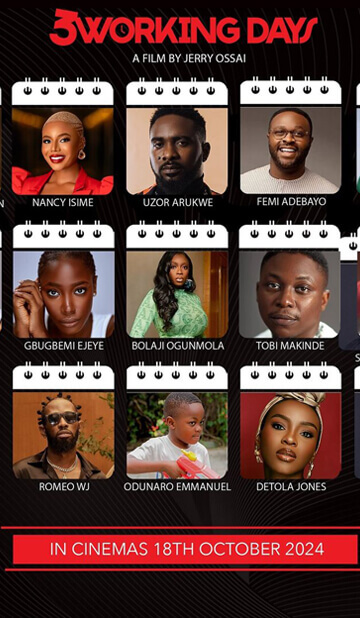 3WORKING DAYS
A FILM BY JERRY OSSAI
N
NANCY ISIME
UZOR ARUKWE
FEMI ADEBAYO
GBUGBEMI EJEYE
BOLAJI OGUNMOLA
TOBI MAKINDE
S
ROMEO WJ
ODUNARO EMMANUEL
DETOLA JONES
IN CINEMAS 18TH OCTOBER 2024